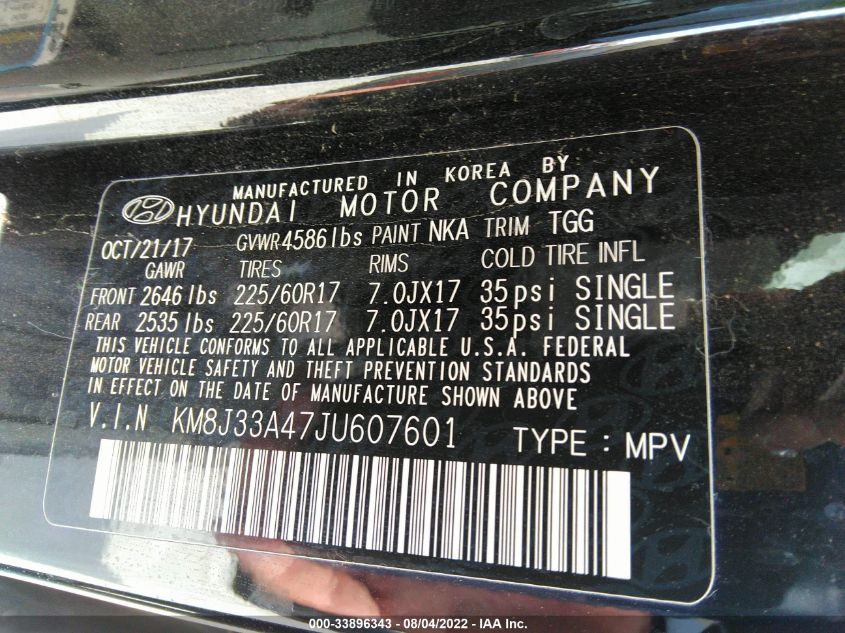 MANUFACTURED IN KOREA BY
HYUNDAI MOTOR COMPANY
OCT/21/17 GVWR 4586 lbs PAINT NKA TRIM TGG
GAWR TIRES RIMS COLD TIRE INFL
FRONT 2646 lbs 225/60R17 7.0JX17 35psi SINGLE
REAR 2535 lbs 225/60R17 7.0JX17 35psi SINGLE
THIS VEHICLE CONFORMS TO ALL APPLICABLE U.S.A. FEDERAL
MOTOR VEHICLE SAFETY AND THEFT PREVENTION STANDARDS
IN EFFECT ON THE DATE OF MANUFACTURE SHOWN ABOVE
V.I.N KM8J33A47JU607601 TYPE : MPV
000-33896343 - 08/04/2022 - IAA Inc.